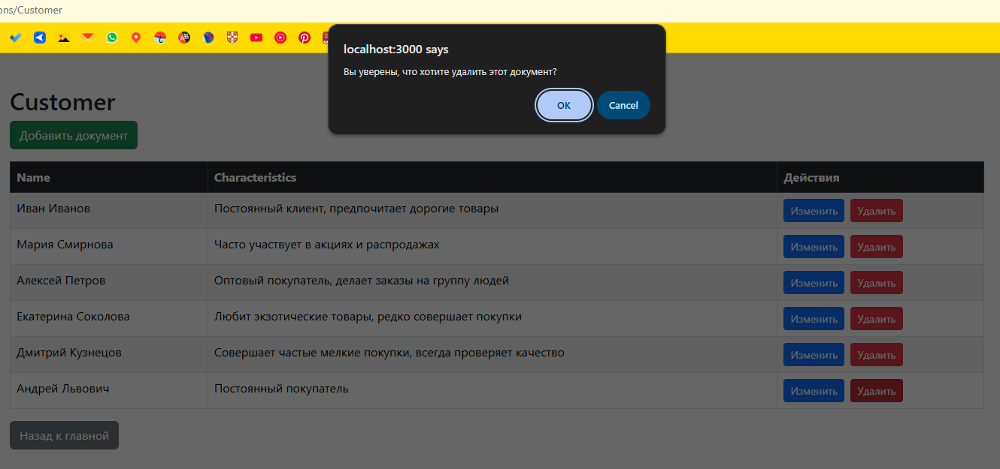 ons/Customer
localhost:3000 says
Вы уверены, что хотите удалить этот документ?
OK Cancel
Customer
Добавить документ
Name Characteristics Действия
Иван Иванов Постоянный клиент, предпочитает дорогие товары Изменить Удалить
Мария Смирнова Часто участвует в акциях и распродажах Изменить Удалить
Алексей Петров Оптовый покупатель, делает заказы на группу людей Изменить Удалить
Екатерина Соколова Любит экзотические товары, редко совершает покупки Изменить Удалить
Дмитрий Кузнецов Совершает частые мелкие покупки, всегда проверяет качество Изменить Удалить
Андрей Львович Постоянный покупатель Изменить Удалить
Назад к главной